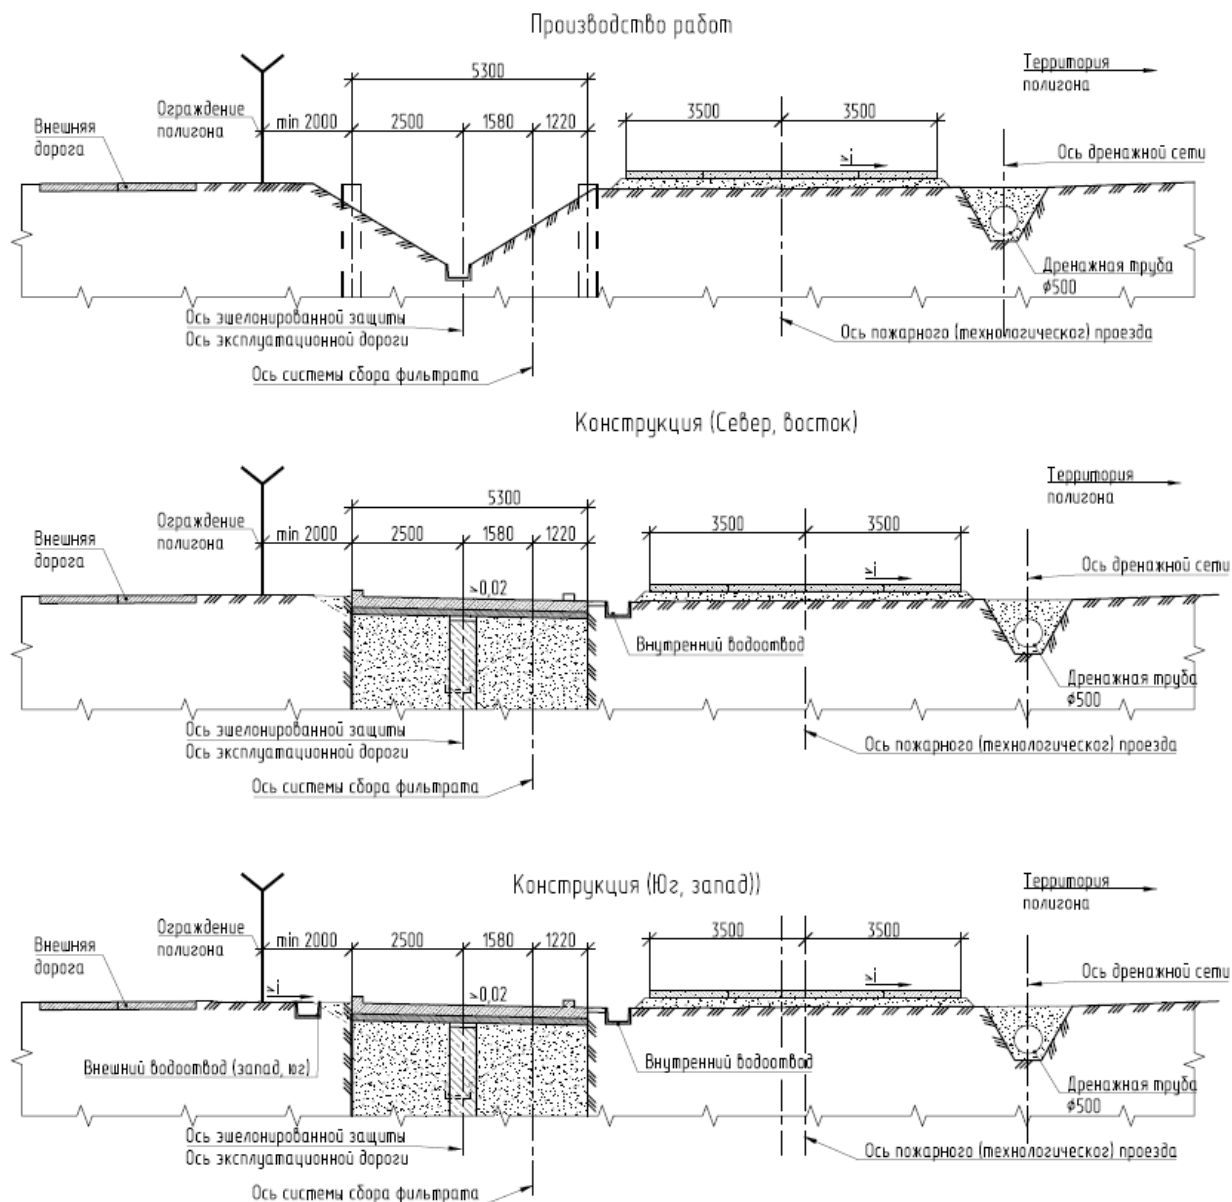 Производство работ
Территория
полигона
5300
Ограждение
полигона
min 2000
2500
1580
1220
3500
3500
Внешняя
дорога
≥i
Ось дренажной сети
Дренажная труба
ϕ500
Ось эшелонированной защиты
Ось эксплуатационной дороги
Ось пожарного (технологическог) проезда
Ось системы сбора фильтрата
Конструкция (Север, восток)
Территория
полигона
5300
Ограждение
полигона
min 2000
2500
1580
1220
3500
3500
Внешняя
дорога
≥0,02
≥i
Ось дренажной сети
Внутренний водоотвод
Дренажная труба
ϕ500
Ось эшелонированной защиты
Ось эксплуатационной дороги
Ось пожарного (технологическог) проезда
Ось системы сбора фильтрата
Конструкция (Юг, запад))
Территория
полигона
Ограждение
полигона
min 2000
2500
1580
1220
3500
3500
Внешняя
дорога
≥i
≥0,02
≥i
Ось дренажной сети
Внешний водоотвод (запад, юг)
Внутренний водоотвод
Дренажная труба
ϕ500
Ось эшелонированной защиты
Ось эксплуатационной дороги
Ось пожарного (технологическог) проезда
Ось системы сбора фильтрата